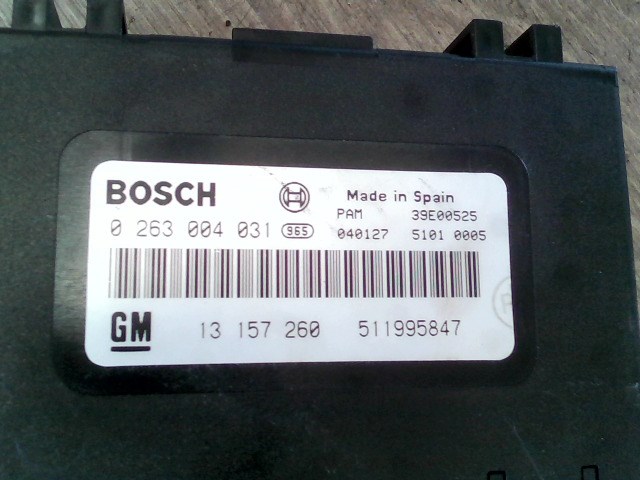 BOSCH Made in Spain
PAM 39E00525
0 263 004 031 965 040127 5101 0005
GM 13 157 260 511995847